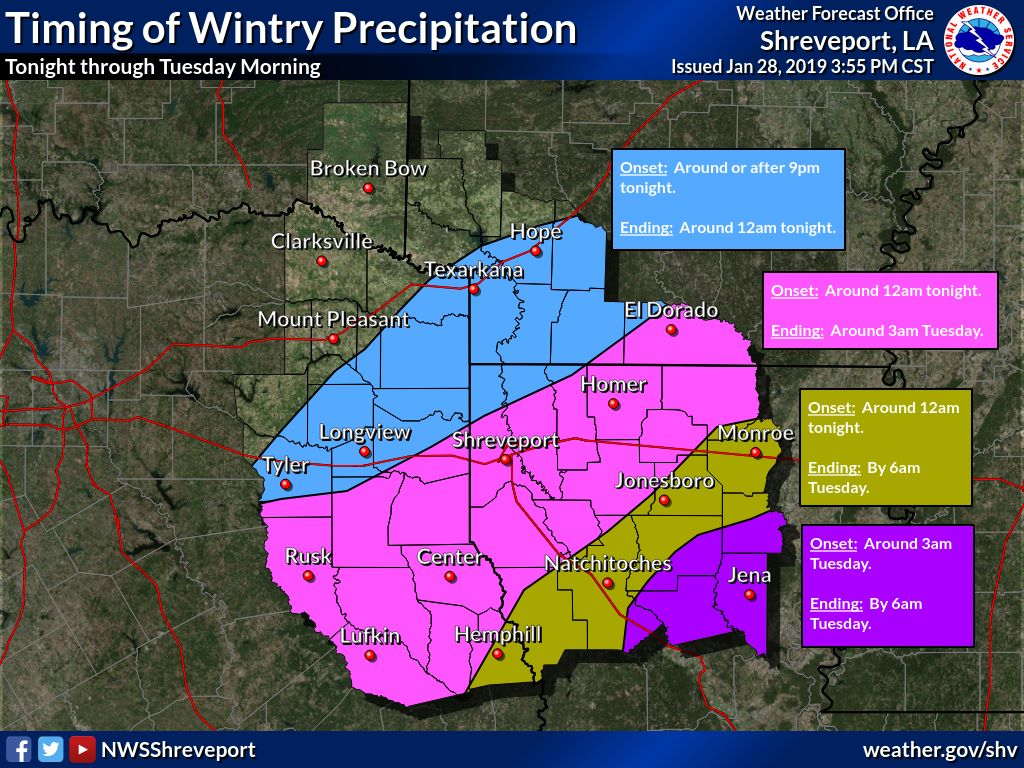 Timing of Wintry Precipitation
Tonight through Tuesday Morning
Weather Forecast Office
Shreveport, LA
Issued Jan 28, 2019 3:55 PM CST
NATIONAL WEATHER SERVICE
Broken Bow
Clarksville
Hope
Texarkana
Mount Pleasant
El Dorado
Homer
Longview
Shreveport
Monroe
Tyler
Jonesboro
Rusk
Center
Natchitoches
Jena
Lufkin
Hemphill
Onset: Around or after 9pm
tonight.
Ending: Around 12am tonight.
Onset: Around 12am tonight.
Ending: Around 3am Tuesday.
Onset: Around 12am
tonight.
Ending: By 6am
Tuesday.
Onset: Around 3am
Tuesday.
Ending: By 6am
Tuesday.
NWSShreveport
weather.gov/shv